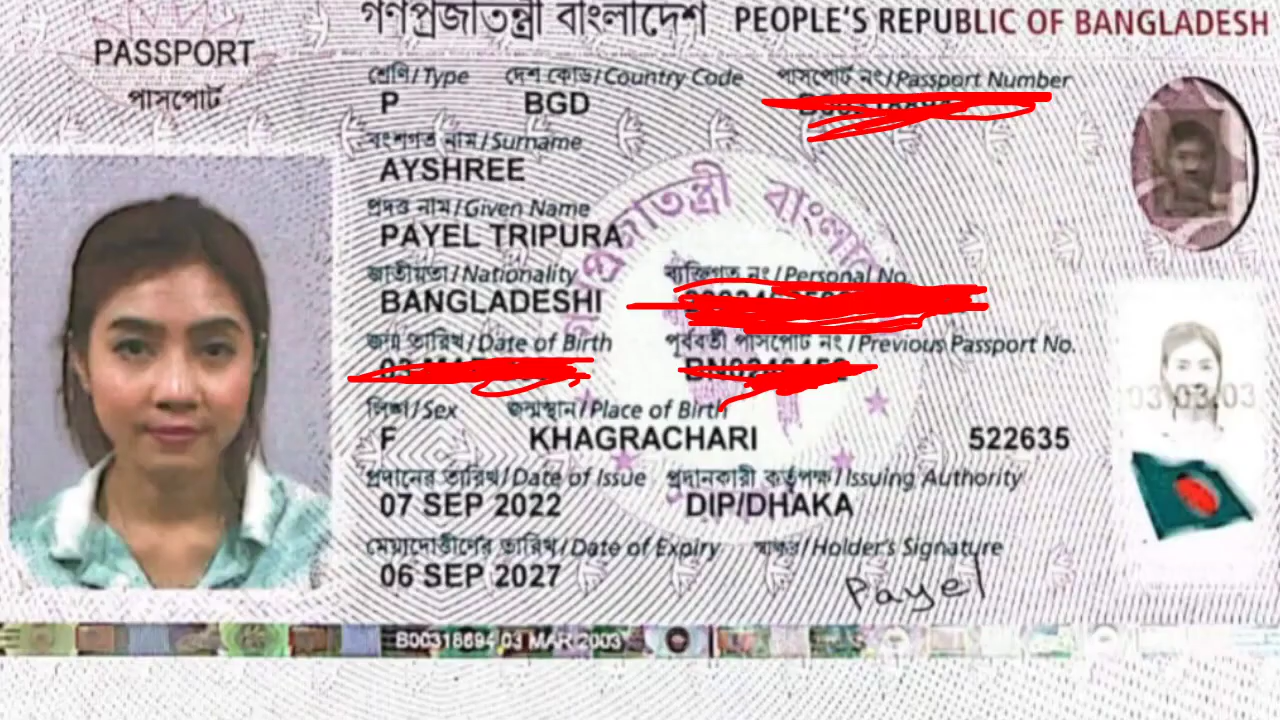 গণপ্রজাতন্ত্রী বাংলাদেশ PEOPLE'S REPUBLIC OF BANGLADESH
PASSPORT
পাসপোর্ট
শ্রেণি/Type দেশ কোড/Country Code পাসপোর্ট নং/Passport Number
P BGD
বংশগত নাম/Surname
AYSHREE
প্রদত্ত নাম/Given Name
PAYEL TRIPURA
জাতীয়তা/Nationality ব্যক্তিগত নং/Personal No.
BANGLADESHI
জন্ম তারিখ/Date of Birth পূর্ববর্তী পাসপোর্ট নং/Previous Passport No.
লিঙ্গ/Sex জন্মস্থান/Place of Birth
F KHAGRACHARI 522635
প্রদানের তারিখ/Date of Issue প্রদানকারী কর্তৃপক্ষ/Issuing Authority
07 SEP 2022 DIP/DHAKA
মেয়াদোত্তীর্ণের তারিখ/Date of Expiry স্বাক্ষর/Holder's Signature
06 SEP 2027 Payel